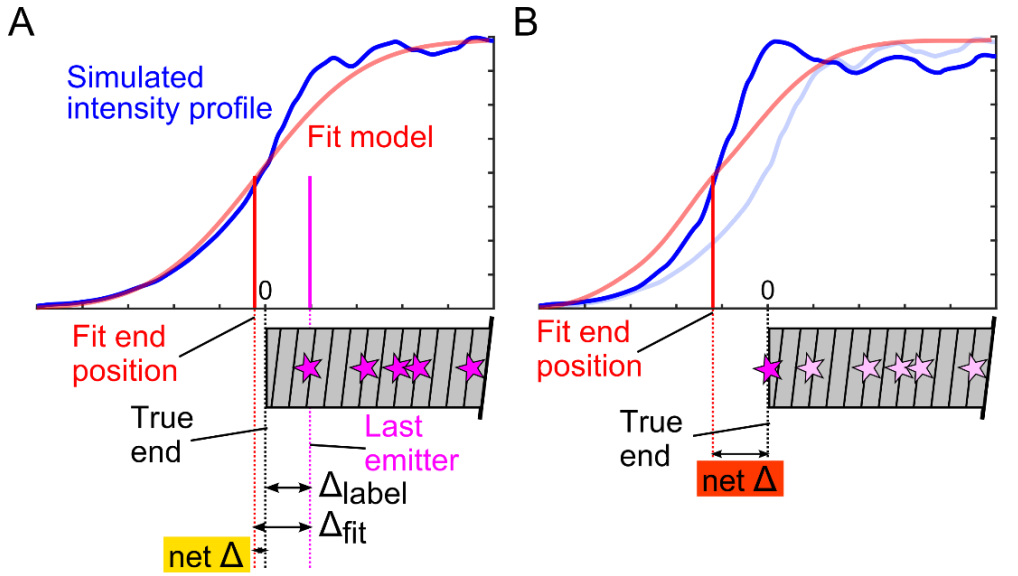 A
Simulated
intensity profile
Fit model
0
Fit end
position
True
end
Last
emitter
Δlabel
Δfit
net Δ
B
0
Fit end
position
True
end
net Δ